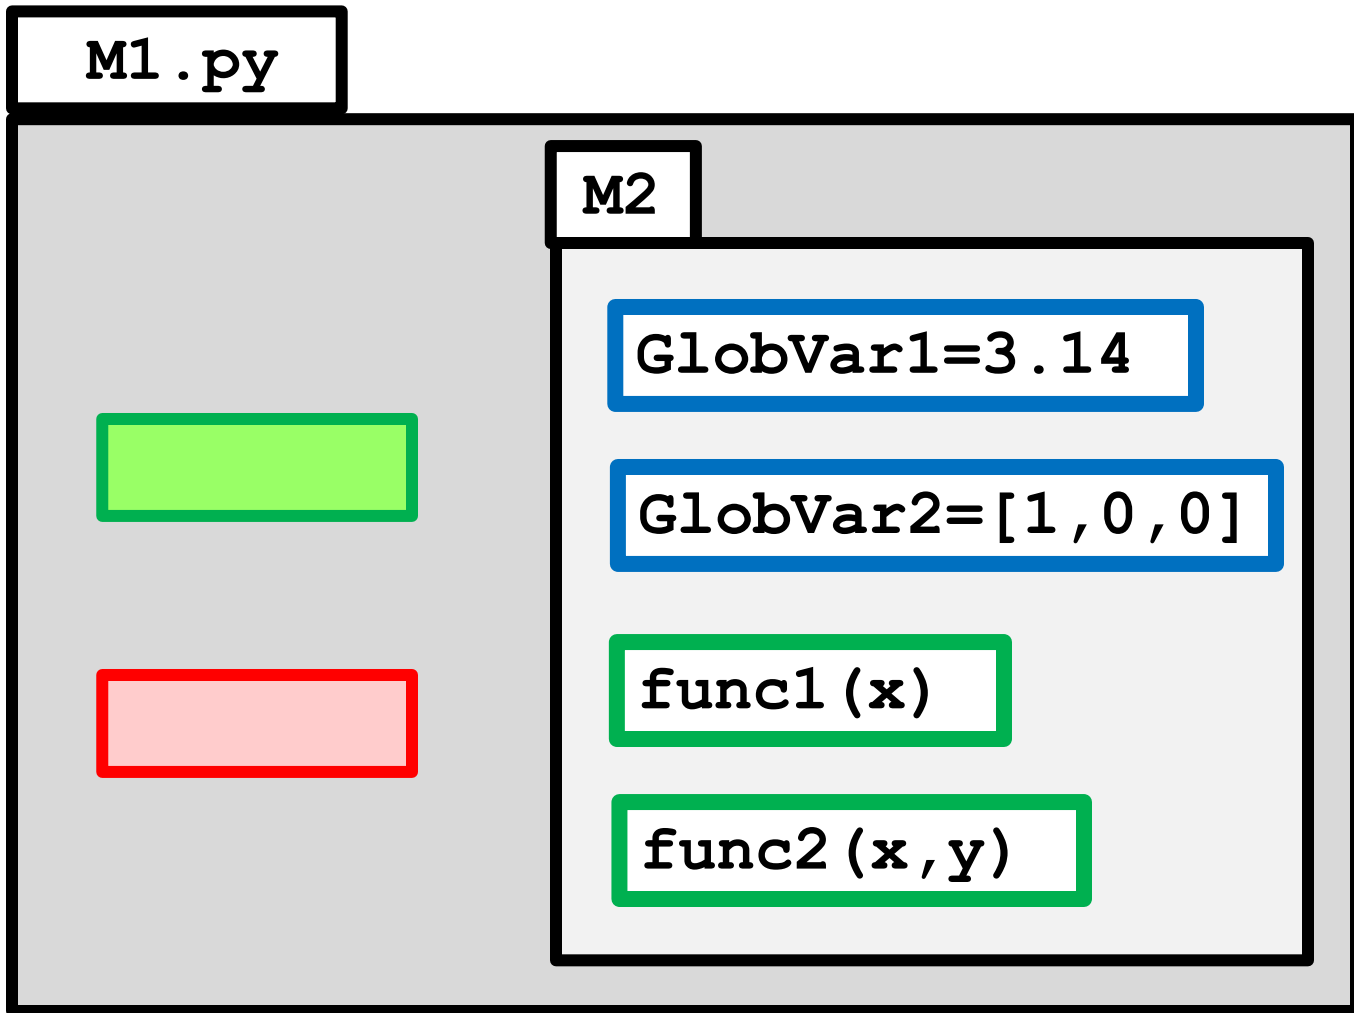 M1.py
M2
GlobVar1=3.14
GlobVar2=[1,0,0]
func1(x)
func2(x,y)